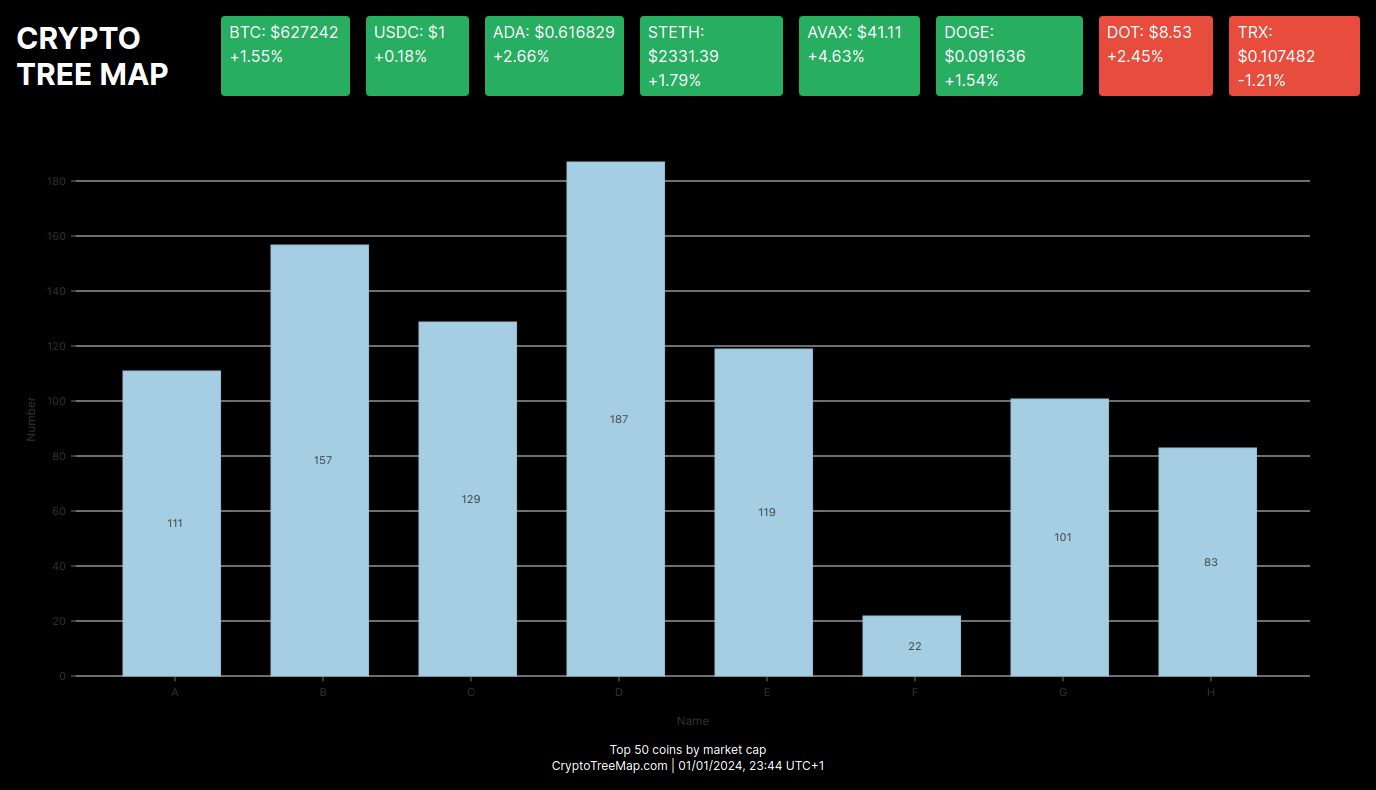 CRYPTO
TREE MAP
BTC: $627242
+1.55%
USDC: $1
+0.18%
ADA: $0.616829
+2.66%
STETH:
$2331.39
+1.79%
AVAX: $41.11
+4.63%
DOGE:
$0.091636
+1.54%
DOT: $8.53
+2.45%
TRX:
$0.107482
-1.21%
180
160
140
120
100
80
60
40
20
0
Number
111
157
129
187
119
22
101
83
A B C D E F G H
Name
Top 50 coins by market cap
CryptoTreeMap.com | 01/01/2024, 23:44 UTC+1